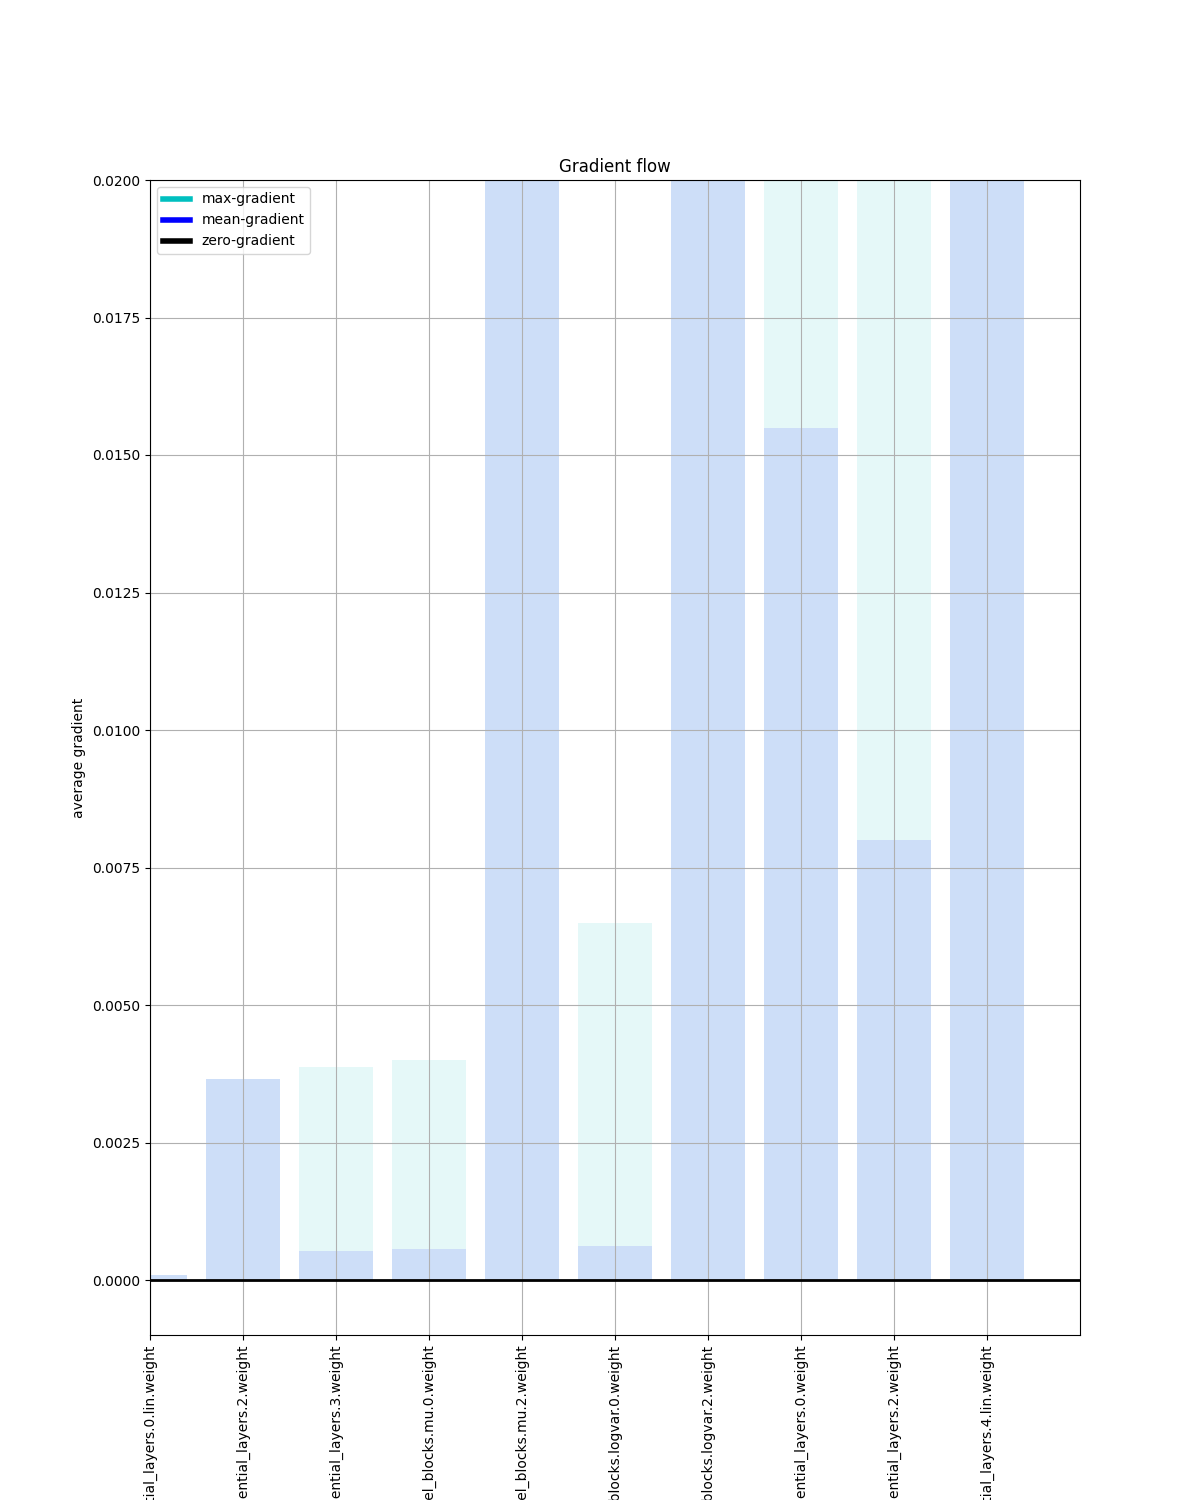 Gradient flow
max-gradient
mean-gradient
zero-gradient
0.0200
0.0175
0.0150
0.0125
0.0100
0.0075
0.0050
0.0025
0.0000
average gradient
tial_layers.0.lin.weight
ential_layers.2.weight
ential_layers.3.weight
el_blocks.mu.0.weight
el_blocks.mu.2.weight
blocks.logvar.0.weight
blocks.logvar.2.weight
ential_layers.0.weight
ential_layers.2.weight
tial_layers.4.lin.weight